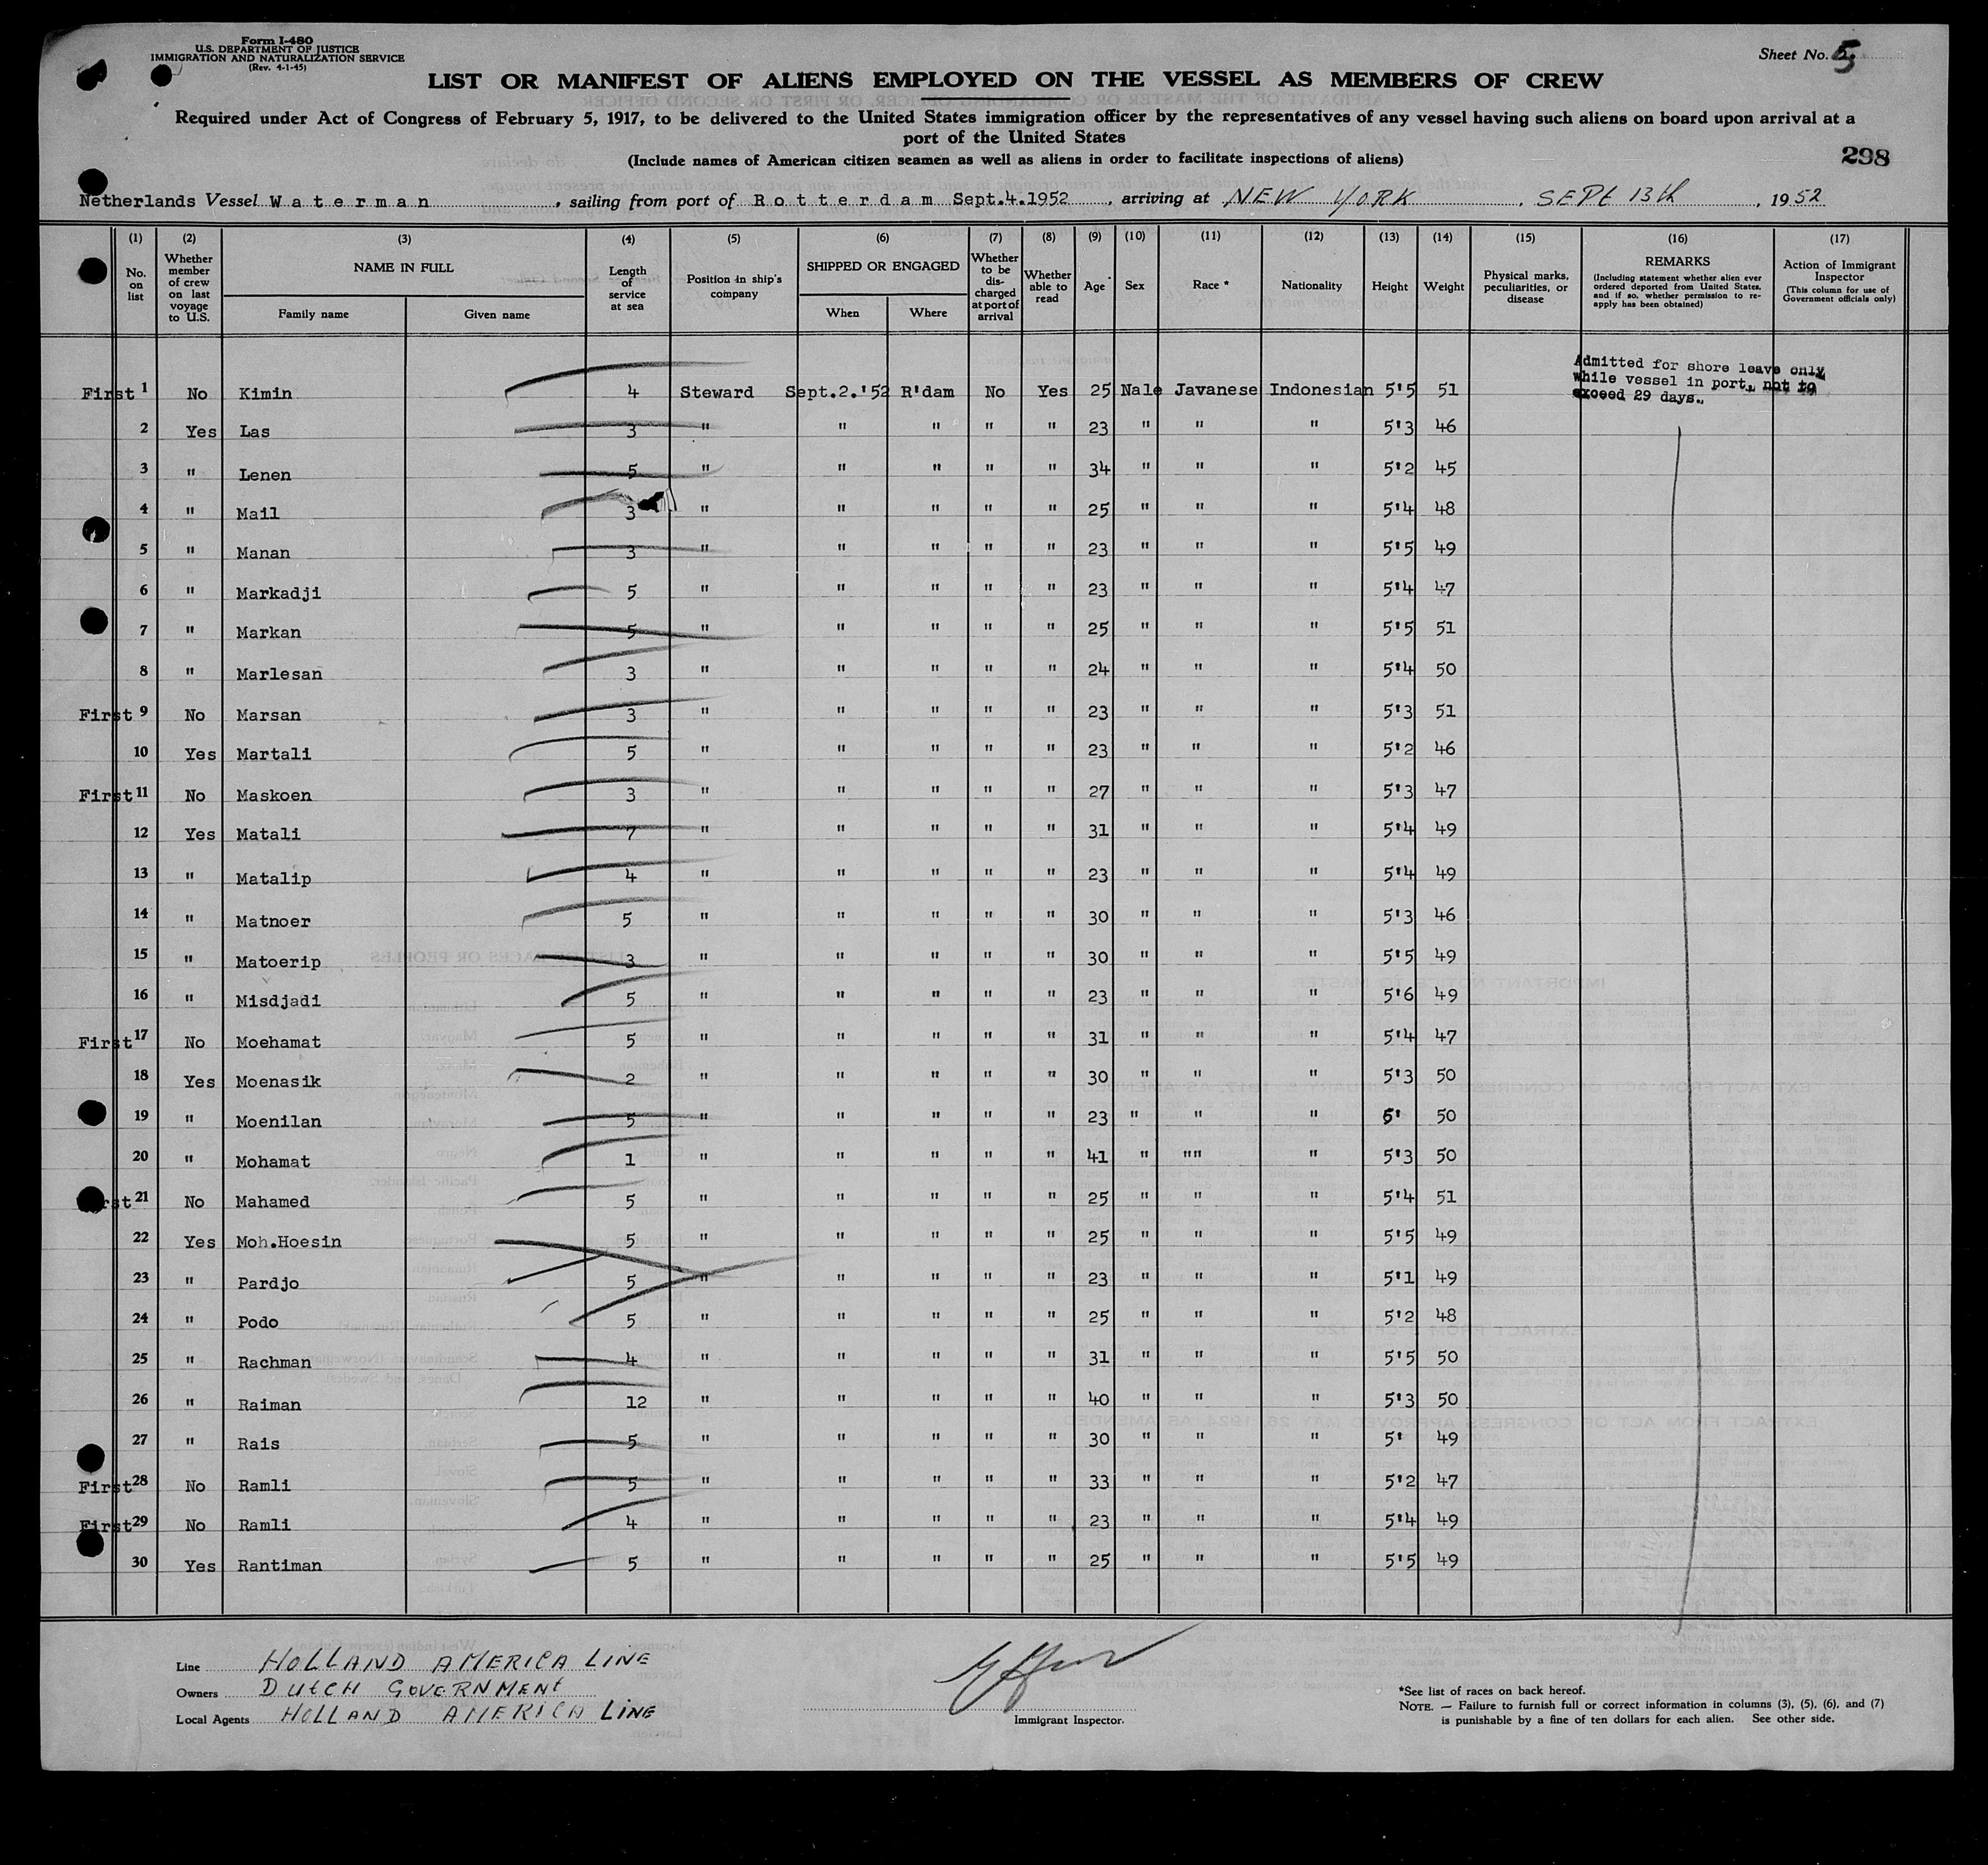 Form I-480
U.S. DEPARTMENT OF JUSTICE
IMMIGRATION AND NATURALIZATION SERVICE
(Rev. 4-1-45)
Sheet No. 5
LIST OR MANIFEST OF ALIENS EMPLOYED ON THE VESSEL AS MEMBERS OF CREW
Required under Act of Congress of February 5, 1917, to be delivered to the United States immigration officer by the representatives of any vessel having such aliens on board upon arrival at a
port of the United States
(Include names of American citizen seamen as well as aliens in order to facilitate inspections of aliens)
298
Netherlands Vessel Waterman, sailing from port of Rotterdam Sept.4.1952, arriving at NEW YORK, SEPt 13th, 1952
(1) (2) (3) (4) (5) (6) (7) (8) (9) (10) (11) (12) (13) (14) (15) (16) (17)
No. on list
Whether member of crew on last voyage to U.S.
NAME IN FULL
Family name
Given name
Length of service at sea
Position in ship's company
SHIPPED OR ENGAGED
When
Where
Whether to be discharged at port of arrival
Whether able to read
Age
Sex
Race *
Nationality
Height
Weight
Physical marks, peculiarities, or disease
REMARKS
(Including statement whether alien ever ordered deported from United States, and if so, whether permission to re-apply has been obtained)
Action of Immigrant Inspector
(This column for use of Government officials only)
Admitted for shore leave only
while vessel in port, not to
exceed 29 days.
First 1 No Kimin 4 Steward Sept.2.'52 R'dam No Yes 25 Nale Javanese Indonesian 5'5 51
2 Yes Las 3 " " " " " 23 " " " 5'3 46
3 " Lenen 5 " " " " " 34 " " " 5'2 45
4 " Mail 3 " " " " " 25 " " " 5'4 48
5 " Manan 3 " " " " " 23 " " " 5'5 49
6 " Markadji 5 " " " " " 23 " " " 5'4 47
7 " Markan 5 " " " " " 25 " " " 5'5 51
8 " Marlesan 3 " " " " " 24 " " " 5'4 50
First 9 No Marsan 3 " " " " " 23 " " " 5'3 51
10 Yes Martali 5 " " " " " 23 " " " 5'2 46
First 11 No Maskoen 3 " " " " " 27 " " " 5'3 47
12 Yes Matali 7 " " " " " 31 " " " 5'4 49
13 " Matalip 4 " " " " " 23 " " " 5'4 49
14 " Matnoer 5 " " " " " 30 " " " 5'3 46
15 " Matoerip 3 " " " " " 30 " " " 5'5 49
16 " Misdjadi 5 " " " " " 23 " " " 5'6 49
First 17 No Moehamat 5 " " " " " 31 " " " 5'4 47
18 Yes Moenasik 2 " " " " " 30 " " " 5'3 50
19 " Moenilan 5 " " " " " 23 " " " 5' 50
20 " Mohamat 1 " " " " " 41 " "" " 5'3 50
rst 21 No Mahamed 5 " " " " " 25 " " " 5'4 51
22 Yes Moh.Hoesin 5 " " " " " 25 " " " 5'5 49
23 " Pardjo 5 " " " " " 23 " " " 5'1 49
24 " Podo 5 " " " " " 25 " " " 5'2 48
25 " Rachman 4 " " " " " 31 " " " 5'5 50
26 " Raiman 12 " " " " " 40 " " " 5'3 50
27 " Rais 5 " " " " " 30 " " " 5' 49
First 28 No Ramli 5 " " " " " 33 " " " 5'2 47
First 29 No Ramli 4 " " " " " 23 " " " 5'4 49
30 Yes Rantiman 5 " " " " " 25 " " " 5'5 49
Line HOLLAND AMERICA LINE
Owners DUtCH GOVERNMENt
Local Agents HOLLAND AMERICA LINE
Immigrant Inspector.
*See list of races on back hereof.
NOTE. — Failure to furnish full or correct information in columns (3), (5), (6), and (7)
is punishable by a fine of ten dollars for each alien. See other side.